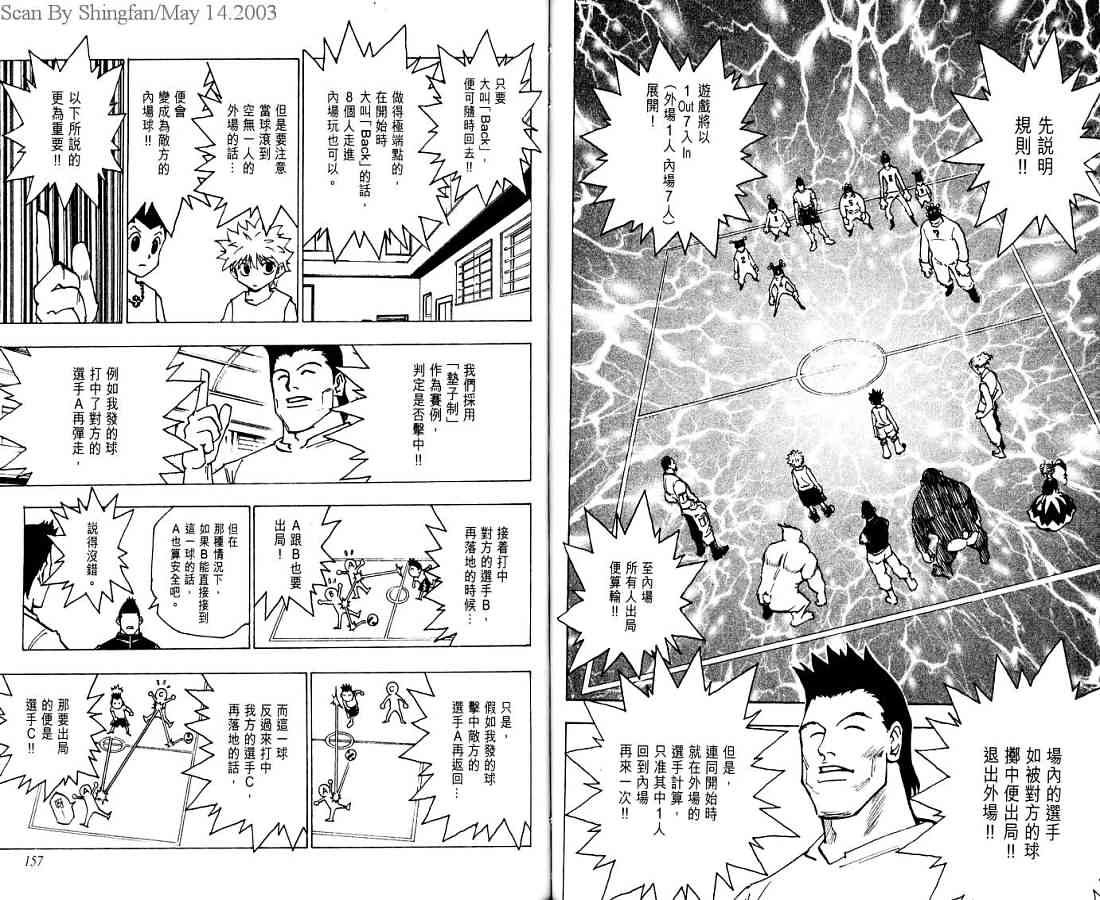 Scan By Shingfan/May 14.2003
先説明
規則!!
遊戲將以
1 Out 7入 In
(外場1人 內場7人)
展開!
至內場
所有人出局
便算輪!!
場內的選手
如被對方的球
擲中便出局!!
退出外場!!
但是,
連同開始時
就在外場的
選手計算,
只准其中1人
回到內場
再來一次!!
只要
大叫「Back」,
便可隨時回去!!
做得極端點的,
在開始時
大叫「Back」的話,
8個人走進
內場玩也可以。
但是要注意
當球滾到
空無一人的
外場的話…
便會
變成為敵方的
內場球!!
以下所說的
更為重要!!
我們採用
「墊子制」
作為賽例,
判定是否擊中!!
例如我發的球
打中了對方的
選手A再彈走,
接着打中
對方的選手B
再落地的時候…
A跟B也要
出局!
但在
那種情況下,
如果B能直接接到
這一球的話,
A也算安全吧。
説得沒錯。
只是,
假如我發的球
擊中敵方的
選手A再返回…
而這一球
反過來打中
我方的選手C,
再落地的話,
那要出局
的便是
選手C!!
B
A
A
C
A
157